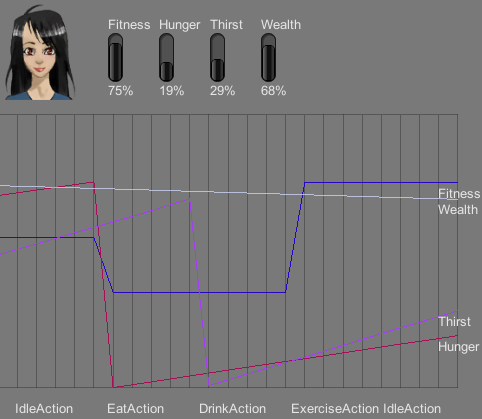 Fitness Hunger Thirst Wealth
75% 19% 29% 68%
Fitness
Wealth
Thirst
Hunger
IdleAction EatAction DrinkAction ExerciseAction IdleAction